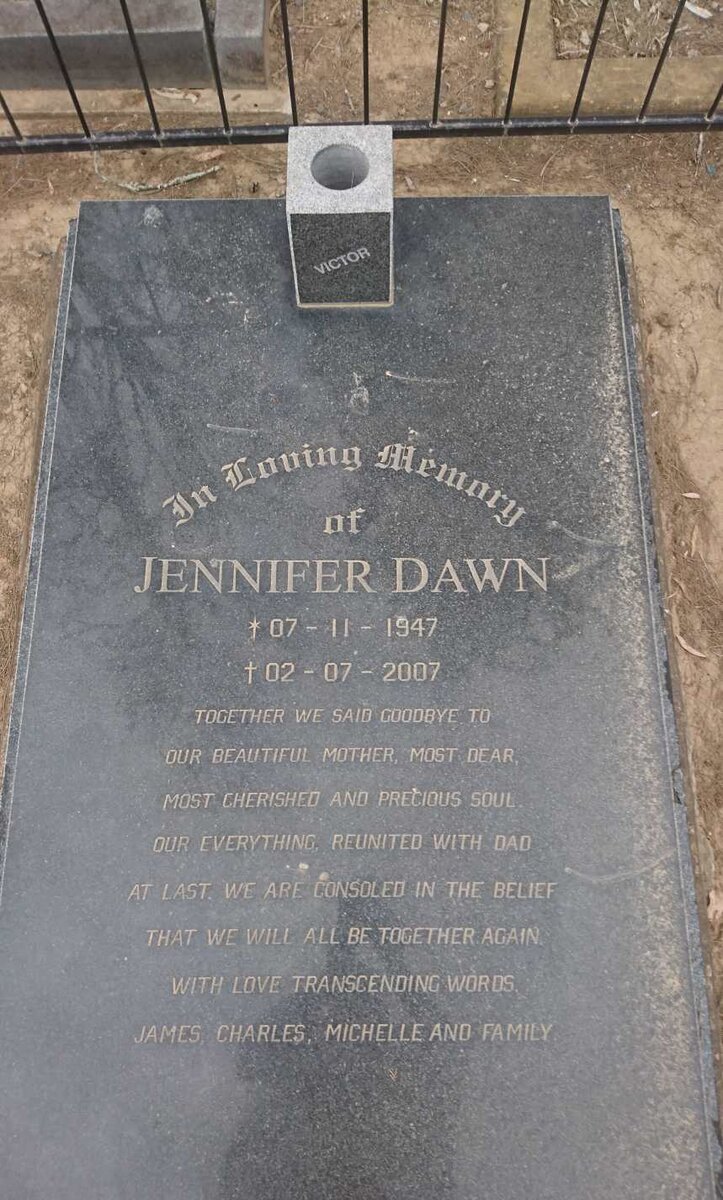 VICTOR
In Loving Memory
of
JENNIFER DAWN
* 07 - 11 - 1947
† 02 - 07 - 2007
TOGETHER WE SAID GOODBYE TO
OUR BEAUTIFUL MOTHER, MOST DEAR,
MOST CHERISHED AND PRECIOUS SOUL.
OUR EVERYTHING, REUNITED WITH DAD
AT LAST. WE ARE CONSOLED IN THE BELIEF
THAT WE WILL ALL BE TOGETHER AGAIN.
WITH LOVE TRANSCENDING WORDS,
JAMES, CHARLES, MICHELLE AND FAMILY